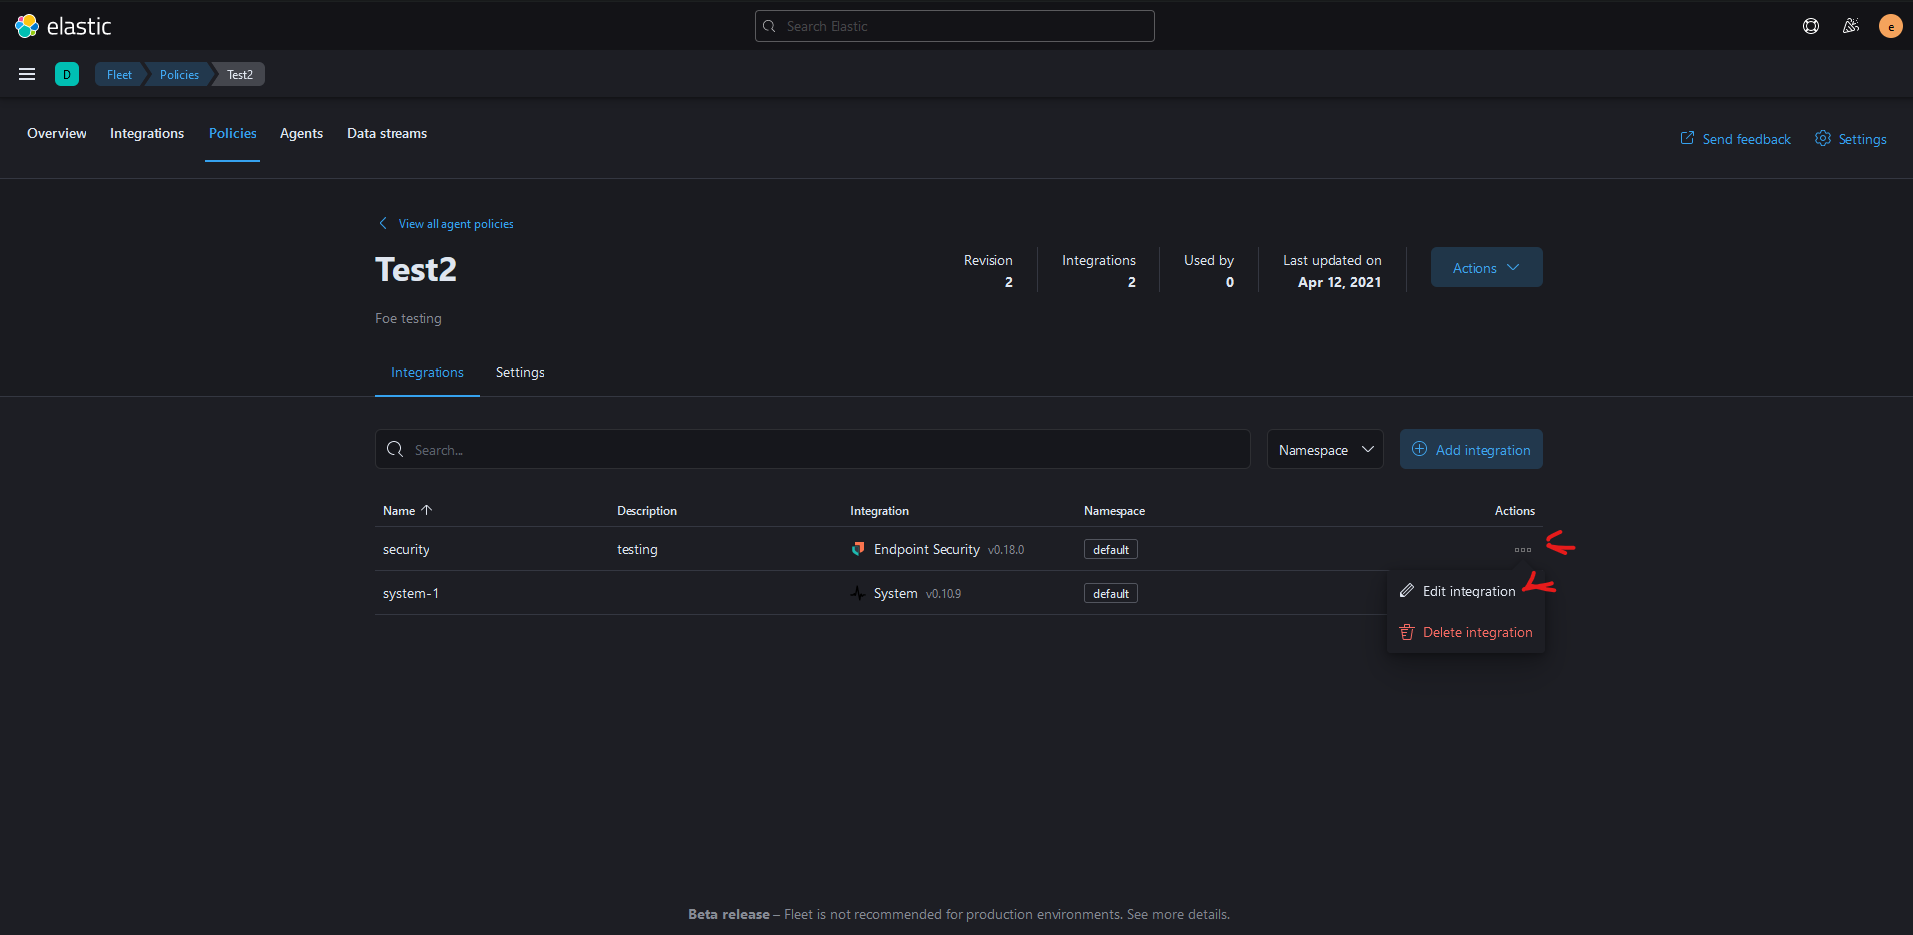 elastic
Search Elastic
e
D
Fleet
Policies
Test2
Overview
Integrations
Policies
Agents
Data streams
Send feedback
Settings
View all agent policies
Test2
Revision
2
Integrations
2
Used by
0
Last updated on
Apr 12, 2021
Actions
Foe testing
Integrations
Settings
Search...
Namespace
Add integration
Name
Description
Integration
Namespace
Actions
security
testing
Endpoint Security v0.18.0
default
system-1
System v0.10.9
default
Edit integration
Delete integration
Beta release – Fleet is not recommended for production environments. See more details.